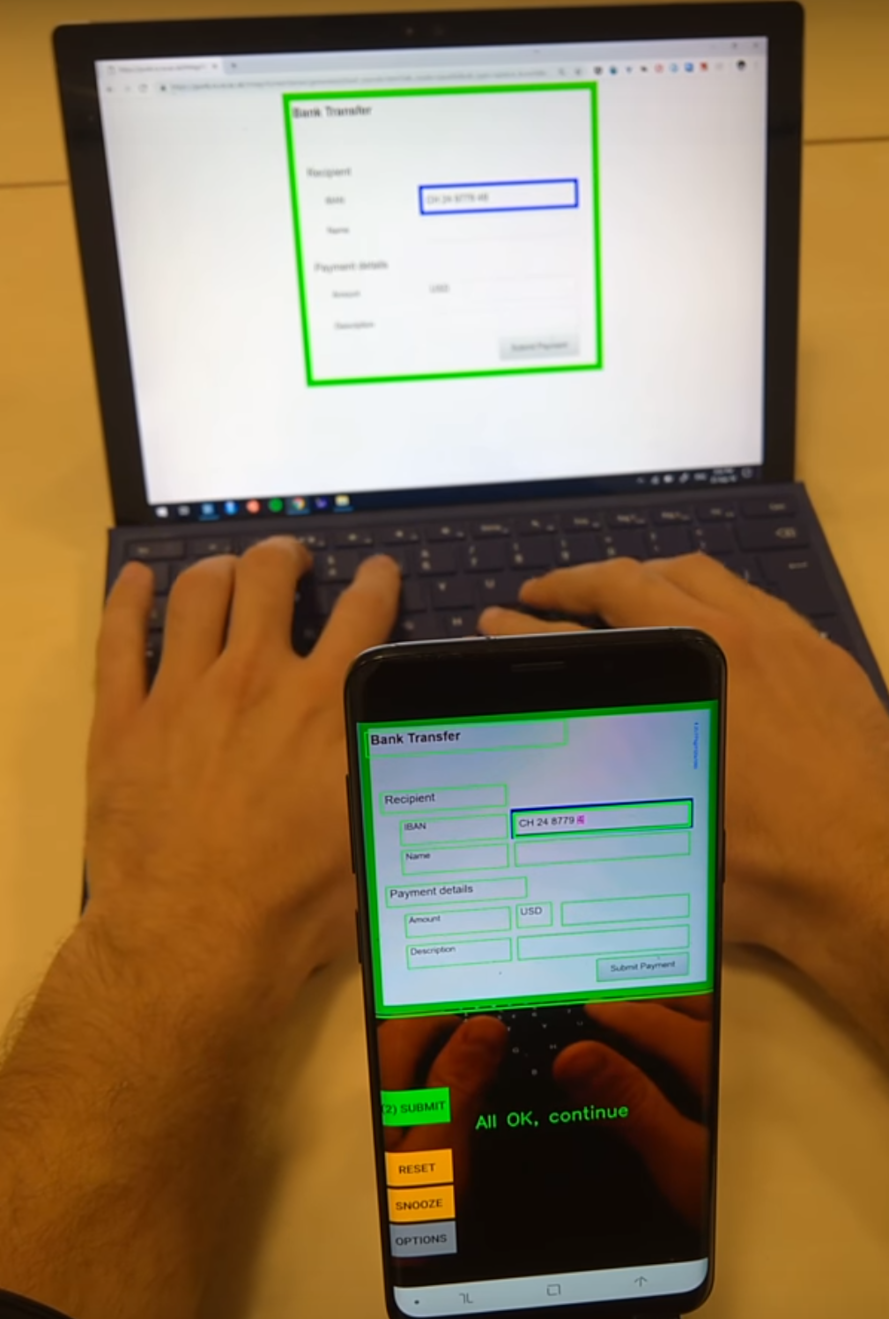 Bank Transfer
Recipient
IBAN CH 24 8779 46
Name
Payment details
Amount USD
Description
Submit Payment
Bank Transfer
Recipient
IBAN CH 24 8779
Name
Payment details
Amount USD
Description
Submit Payment
(2) SUBMIT
All OK, continue
RESET
SNOOZE
OPTIONS